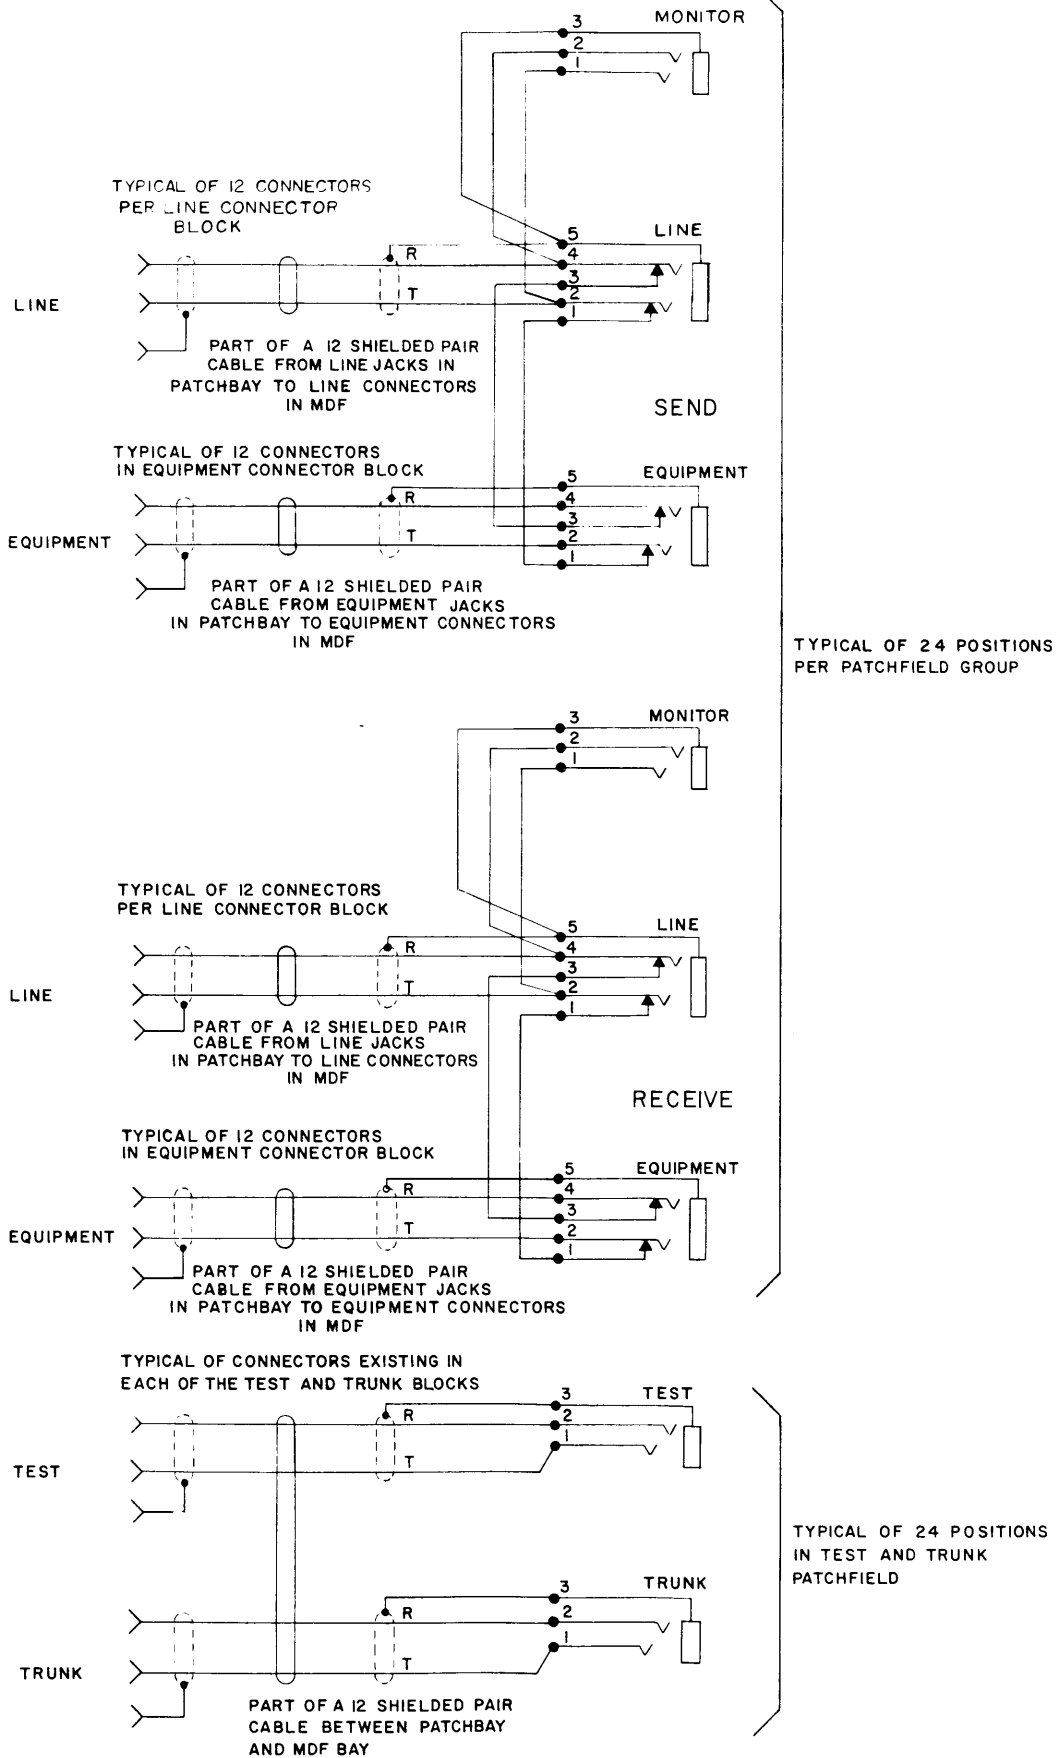 3
MONITOR
2
1
TYPICAL OF 12 CONNECTORS
PER LINE CONNECTOR
BLOCK
5
LINE
R
4
3
T
2
1
LINE
PART OF A 12 SHIELDED PAIR
CABLE FROM LINE JACKS IN
PATCHBAY TO LINE CONNECTORS
IN MDF
SEND
TYPICAL OF 12 CONNECTORS
IN EQUIPMENT CONNECTOR BLOCK
5
EQUIPMENT
R
4
3
T
2
1
EQUIPMENT
PART OF A 12 SHIELDED PAIR
CABLE FROM EQUIPMENT JACKS
IN PATCHBAY TO EQUIPMENT CONNECTORS
IN MDF
TYPICAL OF 24 POSITIONS
PER PATCHFIELD GROUP
3
MONITOR
2
1
TYPICAL OF 12 CONNECTORS
PER LINE CONNECTOR BLOCK
5
LINE
R
4
3
T
2
1
LINE
PART OF A 12 SHIELDED PAIR
CABLE FROM LINE JACKS
IN PATCHBAY TO LINE CONNECTORS
IN MDF
RECEIVE
TYPICAL OF 12 CONNECTORS
IN EQUIPMENT CONNECTOR BLOCK
5
EQUIPMENT
R
4
3
T
2
1
EQUIPMENT
PART OF A 12 SHIELDED PAIR
CABLE FROM EQUIPMENT JACKS
IN PATCHBAY TO EQUIPMENT CONNECTORS
IN MDF
TYPICAL OF CONNECTORS EXISTING IN
EACH OF THE TEST AND TRUNK BLOCKS
3
TEST
R
2
1
T
TEST
TYPICAL OF 24 POSITIONS
IN TEST AND TRUNK
PATCHFIELD
3
TRUNK
R
2
1
T
TRUNK
PART OF A 12 SHIELDED PAIR
CABLE BETWEEN PATCHBAY
AND MDF BAY